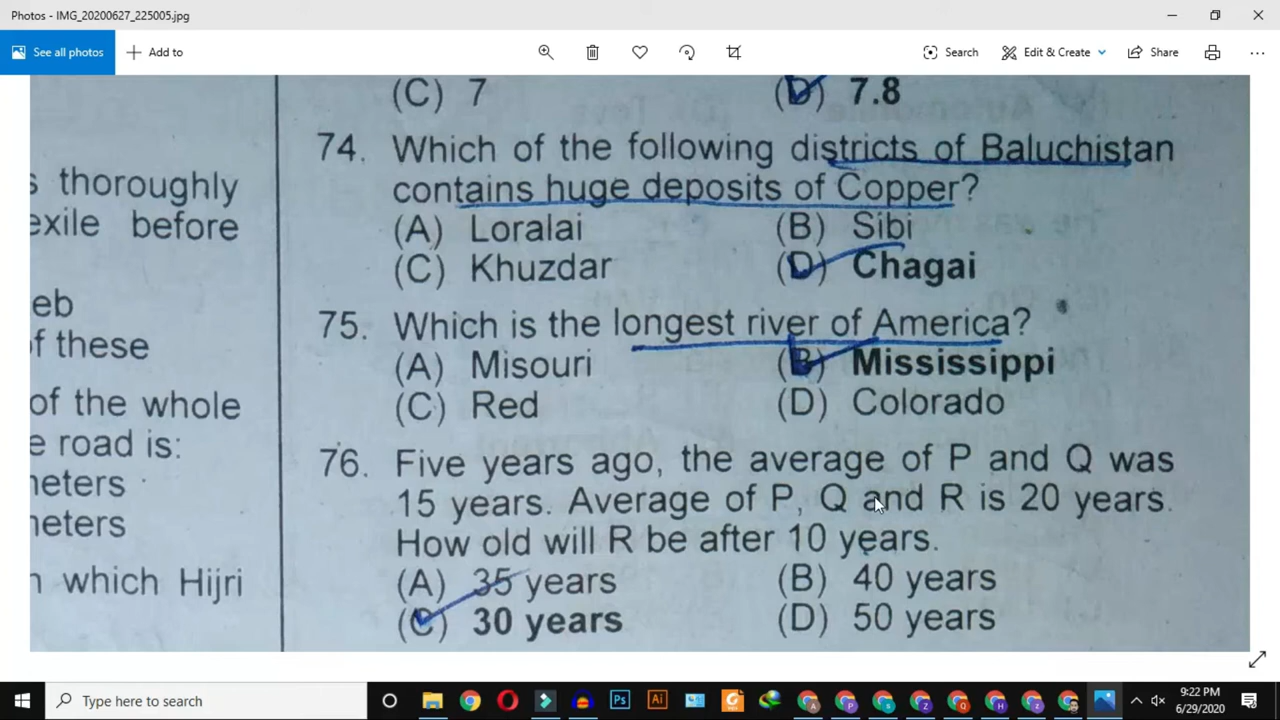 Photos - IMG_20200627_225005.jpg
See all photos
Add to
Search
Edit & Create
Share
s thoroughly
exile before
eb
of these
of the whole
e road is:
meters
meters
n which Hijri
(C) 7 (D) 7.8
74. Which of the following districts of Baluchistan
contains huge deposits of Copper?
(A) Loralai (B) Sibi
(C) Khuzdar (D) Chagai
75. Which is the longest river of America?
(A) Misouri (B) Mississippi
(C) Red (D) Colorado
76. Five years ago, the average of P and Q was
15 years. Average of P, Q and R is 20 years.
How old will R be after 10 years.
(A) 35 years (B) 40 years
(C) 30 years (D) 50 years
Type here to search
Ps
Ai
9:22 PM
6/29/2020